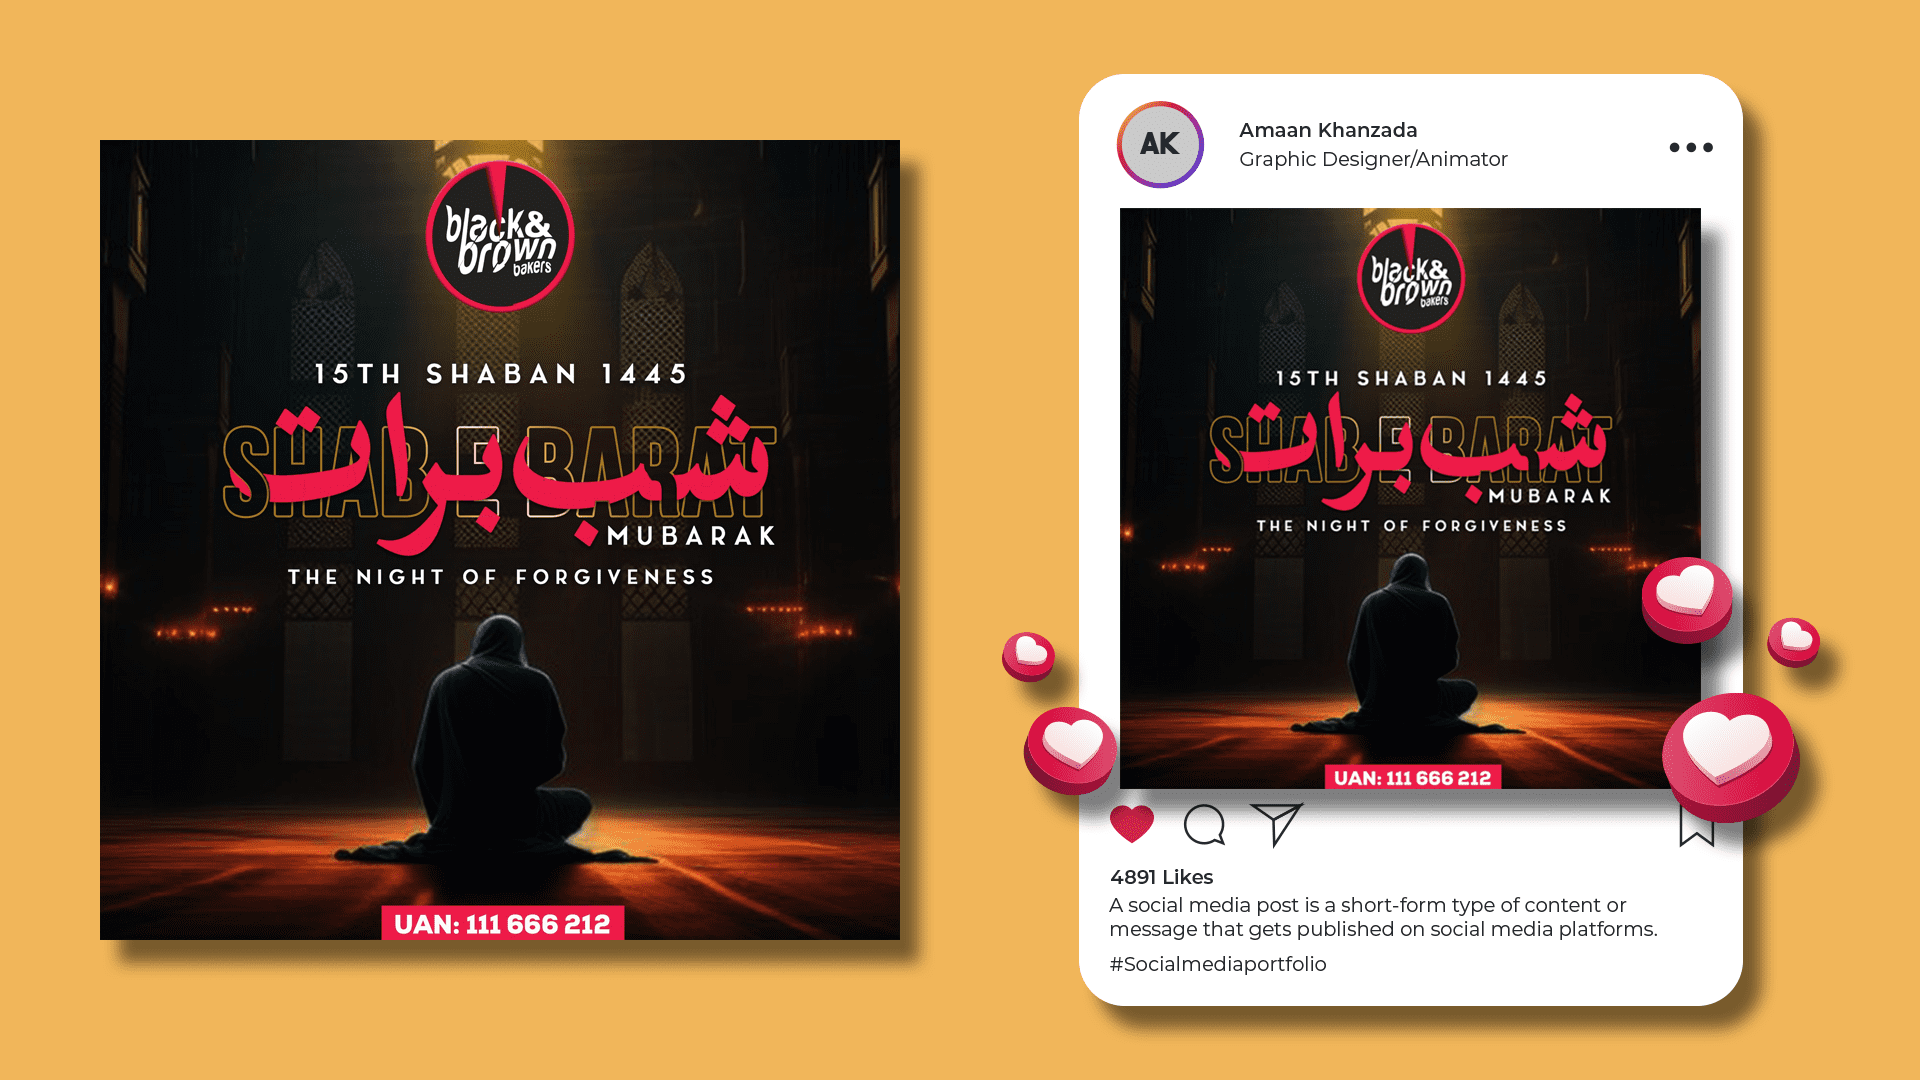 black&
brown
bakers
15TH SHABAN 1445
SHAB E BARAT
شب برات
MUBARAK
THE NIGHT OF FORGIVENESS
UAN: 111 666 212
AK
Amaan Khanzada
Graphic Designer/Animator
black&
brown
bakers
15TH SHABAN 1445
SHAB E BARAT
شب برات
MUBARAK
THE NIGHT OF FORGIVENESS
UAN: 111 666 212
4891 Likes
A social media post is a short-form type of content or
message that gets published on social media platforms.
#Socialmediaportfolio